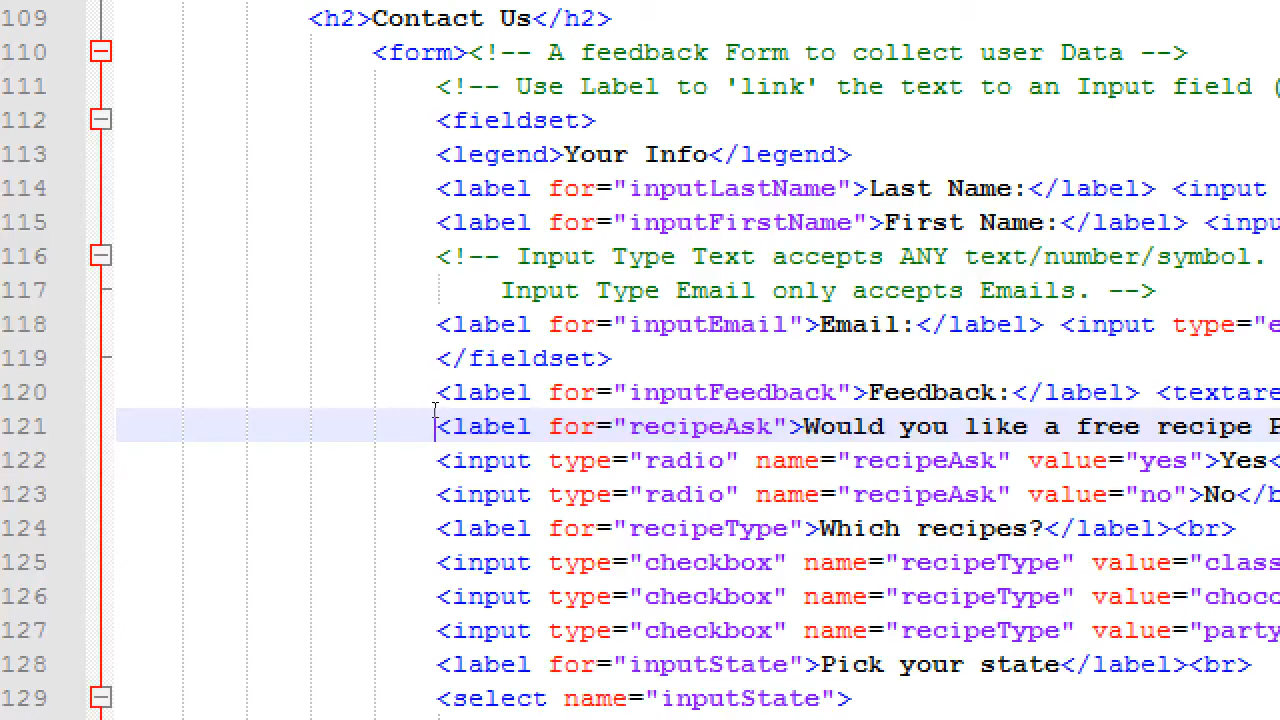 109 <h2>Contact Us</h2>
110 <form><!-- A feedback Form to collect user Data -->
111 <!-- Use Label to 'link' the text to an Input field (
112 <fieldset>
113 <legend>Your Info</legend>
114 <label for="inputLastName">Last Name:</label> <input
115 <label for="inputFirstName">First Name:</label> <inpu
116 <!-- Input Type Text accepts ANY text/number/symbol.
117 Input Type Email only accepts Emails. -->
118 <label for="inputEmail">Email:</label> <input type="e
119 </fieldset>
120 <label for="inputFeedback">Feedback:</label> <textare
121 <label for="recipeAsk">Would you like a free recipe P
122 <input type="radio" name="recipeAsk" value="yes">Yes<
123 <input type="radio" name="recipeAsk" value="no">No</b
124 <label for="recipeType">Which recipes?</label><br>
125 <input type="checkbox" name="recipeType" value="class
126 <input type="checkbox" name="recipeType" value="choco
127 <input type="checkbox" name="recipeType" value="party
128 <label for="inputState">Pick your state</label><br>
129 <select name="inputState">